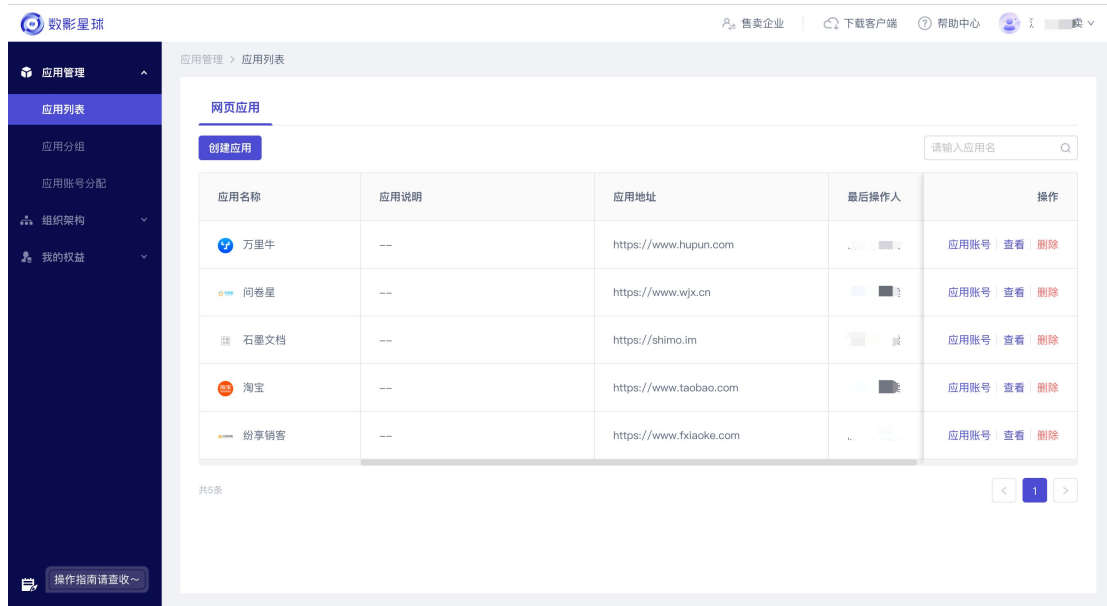 数影星球
售卖企业
下载客户端
帮助中心
卖
应用管理
应用列表
应用分组
应用账号分配
组织架构
我的权益
操作指南请查收～
应用管理 > 应用列表
网页应用
创建应用
请输入应用名
应用名称 应用说明 应用地址 最后操作人 操作
万里牛 -- https://www.hupun.com 应用账号 查看 删除
问卷星 -- https://www.wjx.cn 应用账号 查看 删除
石墨文档 -- https://shimo.im 应用账号 查看 删除
淘宝 -- https://www.taobao.com 应用账号 查看 删除
纷享销客 -- https://www.fxiaoke.com 应用账号 查看 删除
共5条
< 1 >